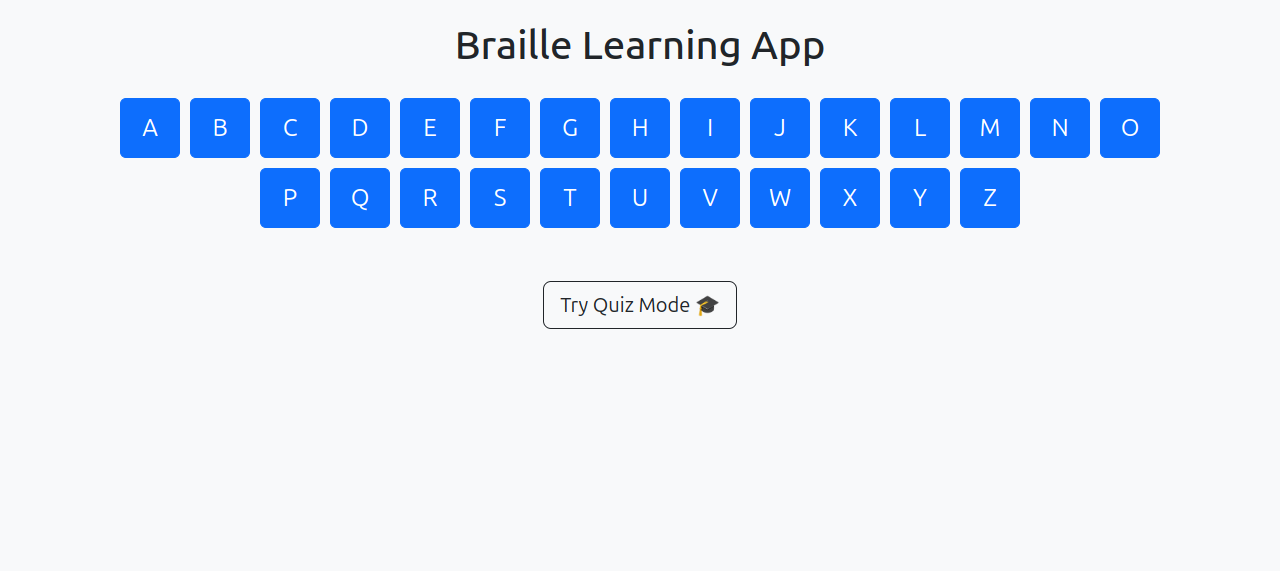 Braille Learning App
A B C D E F G H I J K L M N O
P Q R S T U V W X Y Z
Try Quiz Mode 🎓